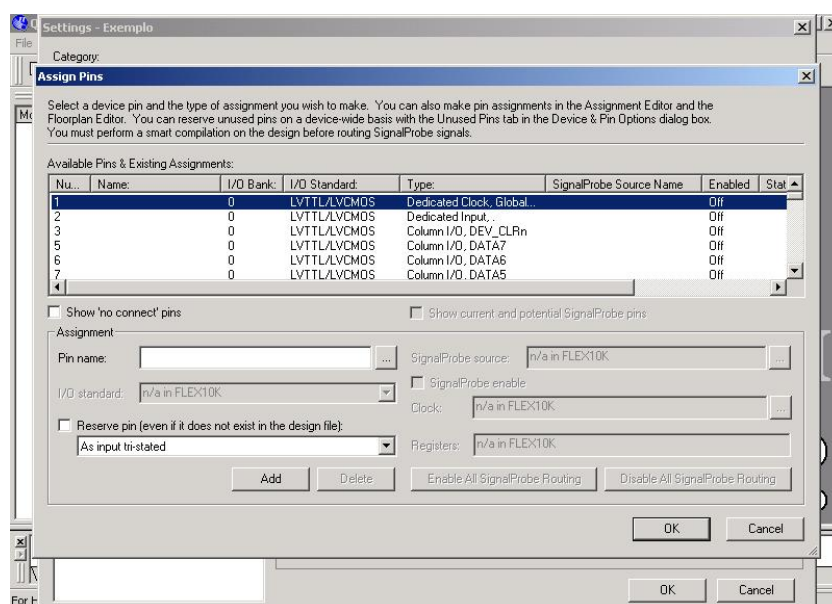 Settings - Exemplo
File
Category:
Assign Pins
Select a device pin and the type of assignment you wish to make. You can also make pin assignments in the Assignment Editor and the
Floorplan Editor. You can reserve unused pins on a device-wide basis with the Unused Pins tab in the Device & Pin Options dialog box.
You must perform a smart compilation on the design before routing SignalProbe signals.
Available Pins & Existing Assignments:
Nu... Name: I/O Bank: I/O Standard: Type: SignalProbe Source Name Enabled Stat
1 0 LVTTL/LVCMOS Dedicated Clock, Global... Off
2 0 LVTTL/LVCMOS Dedicated Input, . Off
3 0 LVTTL/LVCMOS Column I/O, DEV_CLRn Off
5 0 LVTTL/LVCMOS Column I/O, DATA7 Off
6 0 LVTTL/LVCMOS Column I/O, DATA6 Off
7 0 LVTTL/LVCMOS Column I/O, DATA5 Off
Show 'no connect' pins Show current and potential SignalProbe pins
Assignment
Pin name: ... SignalProbe source: n/a in FLEX10K ...
I/O standard: n/a in FLEX10K SignalProbe enable
Clock: n/a in FLEX10K ...
Reserve pin (even if it does not exist in the design file):
As input tri-stated Registers: n/a in FLEX10K
Add Delete Enable All SignalProbe Routing Disable All SignalProbe Routing
OK Cancel
OK Cancel
For H